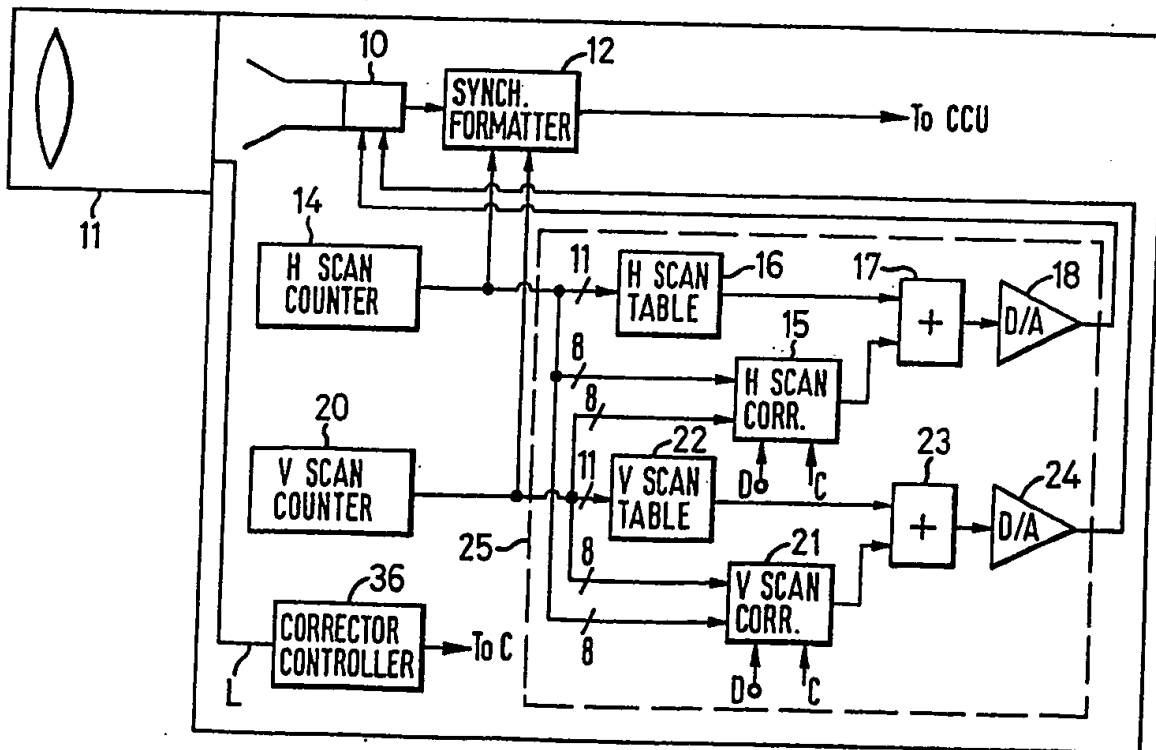 10
12
SYNCH.
FORMATTER
To CCU
11
14
H SCAN
COUNTER
11
H SCAN
TABLE
16
17
+
18
D/A
15
8
H SCAN
CORR.
8
D
C
20
V SCAN
COUNTER
11
22
V SCAN
TABLE
23
+
24
D/A
25
21
8
V SCAN
CORR.
8
D
C
36
CORRECTOR
CONTROLLER
To C
L